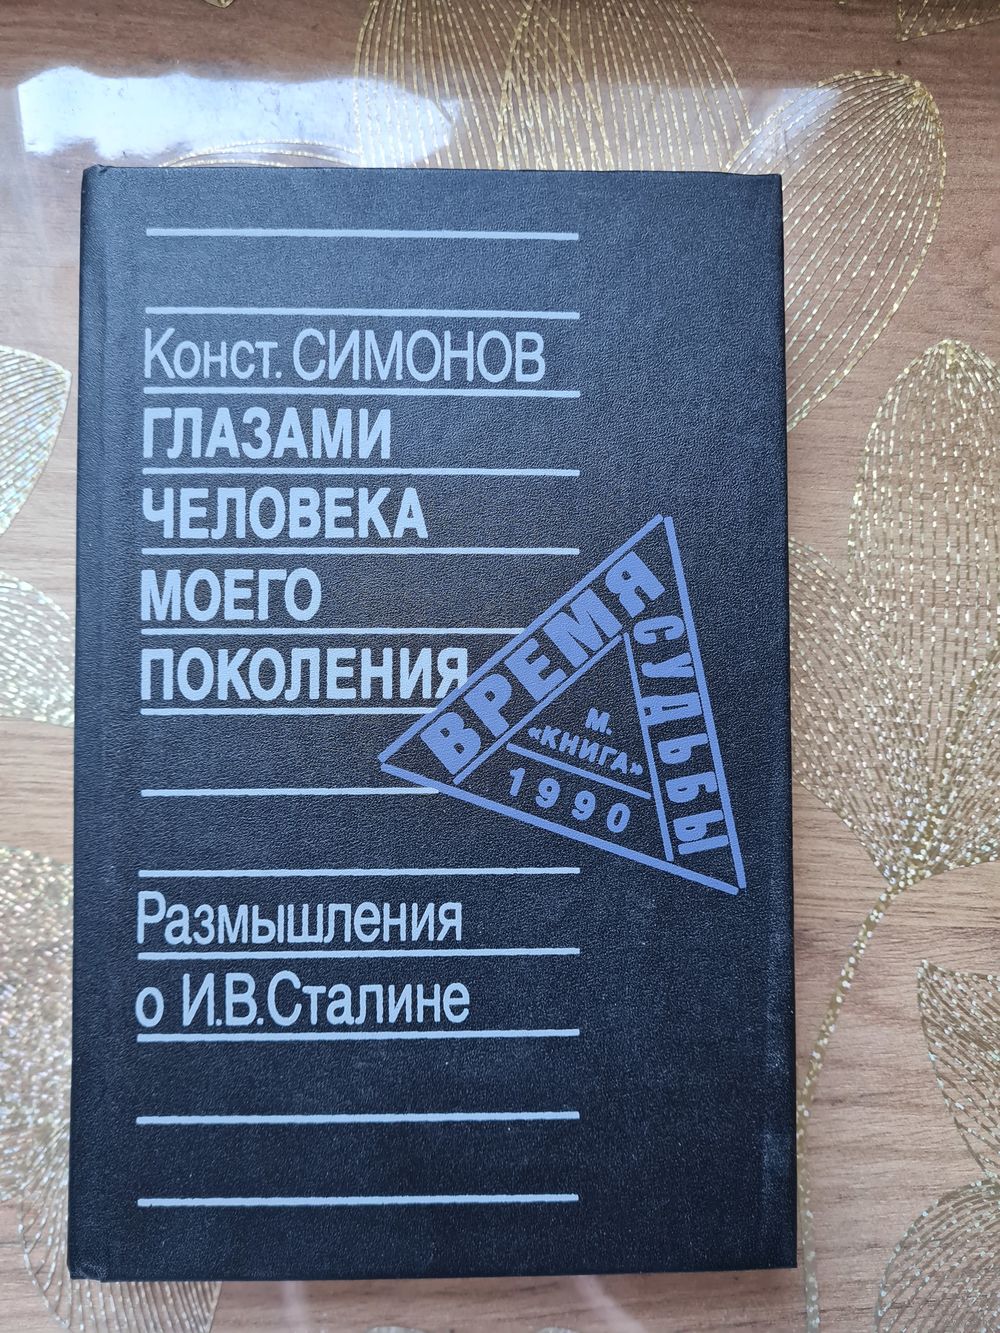 Конст. СИМОНОВ
ГЛАЗАМИ
ЧЕЛОВЕКА
МОЕГО
ПОКОЛЕНИЯ
ВРЕМЯ
СУДЬБЫ
М.
«КНИГА»
1990
Размышления
о И.В.Сталине